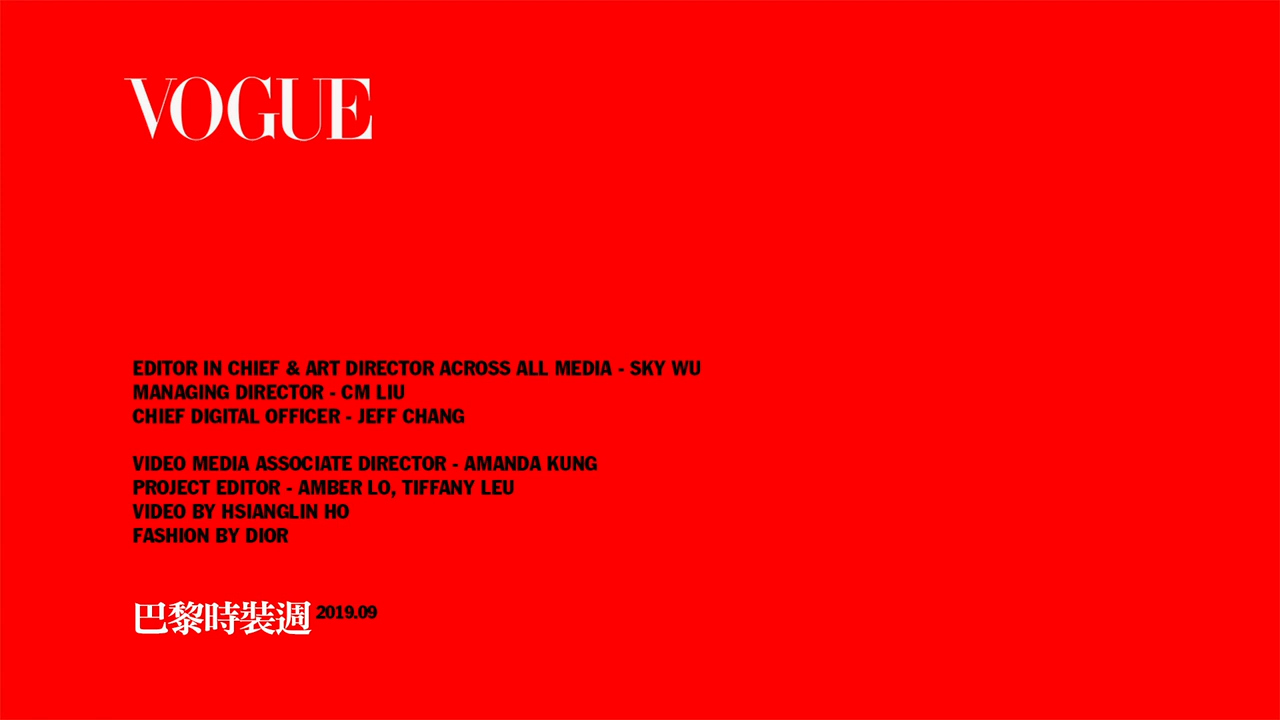 VOGUE
EDITOR IN CHIEF & ART DIRECTOR ACROSS ALL MEDIA - SKY WU
MANAGING DIRECTOR - CM LIU
CHIEF DIGITAL OFFICER - JEFF CHANG
VIDEO MEDIA ASSOCIATE DIRECTOR - AMANDA KUNG
PROJECT EDITOR - AMBER LO, TIFFANY LEU
VIDEO BY HSIANGLIN HO
FASHION BY DIOR
巴黎時裝週 2019.09